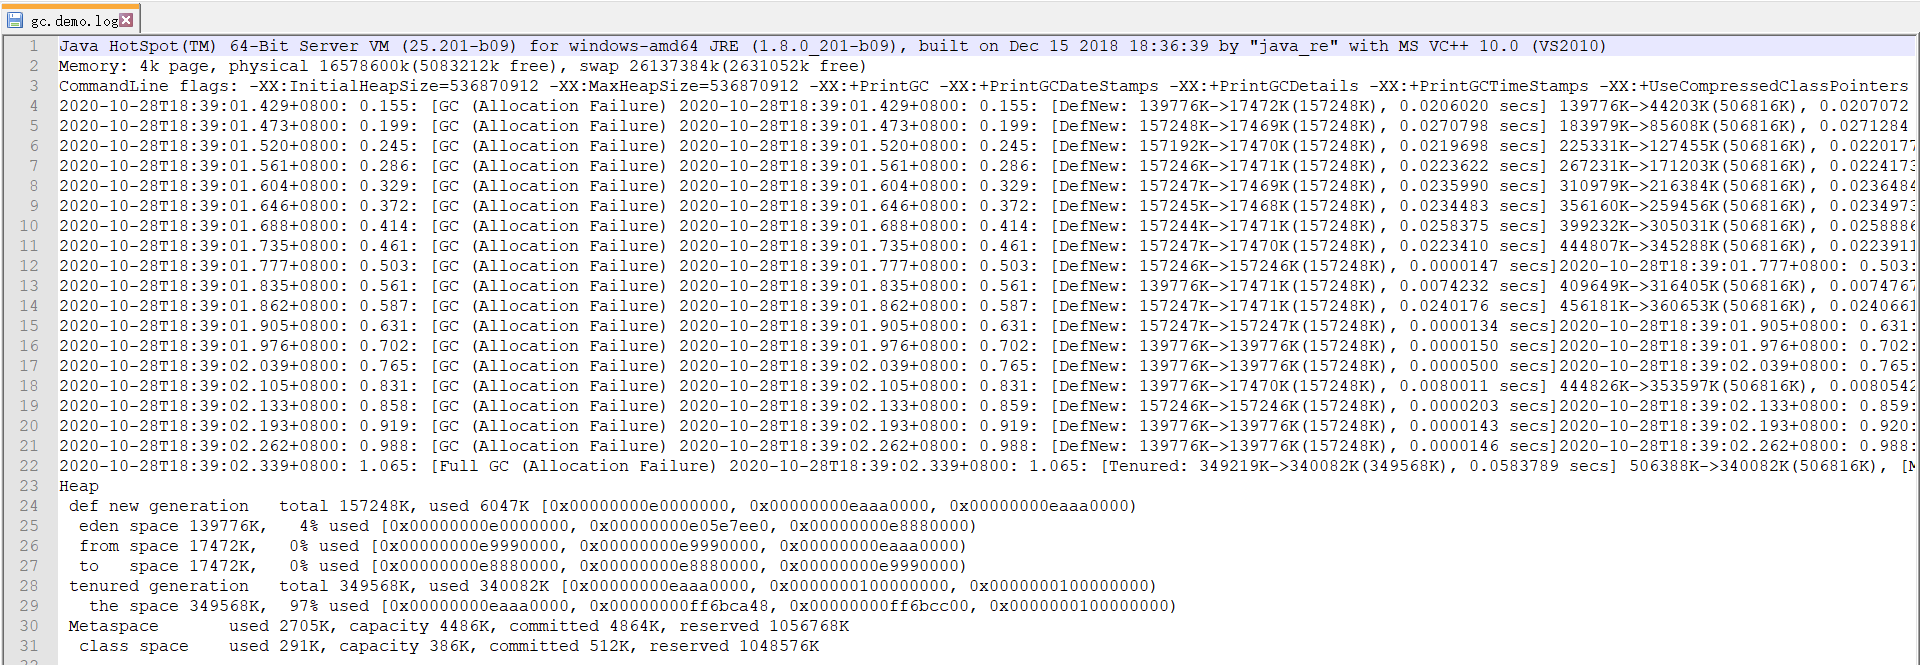 gc.demo.log
1 Java HotSpot(TM) 64-Bit Server VM (25.201-b09) for windows-amd64 JRE (1.8.0_201-b09), built on Dec 15 2018 18:36:39 by "java_re" with MS VC++ 10.0 (VS2010)
2 Memory: 4k page, physical 16578600k(5083212k free), swap 26137384k(2631052k free)
3 CommandLine flags: -XX:InitialHeapSize=536870912 -XX:MaxHeapSize=536870912 -XX:+PrintGC -XX:+PrintGCDateStamps -XX:+PrintGCDetails -XX:+PrintGCTimeStamps -XX:+UseCompressedClassPointers
4 2020-10-28T18:39:01.429+0800: 0.155: [GC (Allocation Failure) 2020-10-28T18:39:01.429+0800: 0.155: [DefNew: 139776K->17472K(157248K), 0.0206020 secs] 139776K->44203K(506816K), 0.0207072
5 2020-10-28T18:39:01.473+0800: 0.199: [GC (Allocation Failure) 2020-10-28T18:39:01.473+0800: 0.199: [DefNew: 157248K->17469K(157248K), 0.0270798 secs] 183979K->85608K(506816K), 0.0271284
6 2020-10-28T18:39:01.520+0800: 0.245: [GC (Allocation Failure) 2020-10-28T18:39:01.520+0800: 0.245: [DefNew: 157192K->17470K(157248K), 0.0219698 secs] 225331K->127455K(506816K), 0.022017
7 2020-10-28T18:39:01.561+0800: 0.286: [GC (Allocation Failure) 2020-10-28T18:39:01.561+0800: 0.286: [DefNew: 157246K->17471K(157248K), 0.0223622 secs] 267231K->171203K(506816K), 0.022417
8 2020-10-28T18:39:01.604+0800: 0.329: [GC (Allocation Failure) 2020-10-28T18:39:01.604+0800: 0.329: [DefNew: 157247K->17469K(157248K), 0.0235990 secs] 310979K->216384K(506816K), 0.0236484
9 2020-10-28T18:39:01.646+0800: 0.372: [GC (Allocation Failure) 2020-10-28T18:39:01.646+0800: 0.372: [DefNew: 157245K->17468K(157248K), 0.0234483 secs] 356160K->259456K(506816K), 0.023497
10 2020-10-28T18:39:01.688+0800: 0.414: [GC (Allocation Failure) 2020-10-28T18:39:01.688+0800: 0.414: [DefNew: 157244K->17471K(157248K), 0.0258375 secs] 399232K->305031K(506816K), 0.025888
11 2020-10-28T18:39:01.735+0800: 0.461: [GC (Allocation Failure) 2020-10-28T18:39:01.735+0800: 0.461: [DefNew: 157247K->17470K(157248K), 0.0223410 secs] 444807K->345288K(506816K), 0.0223911
12 2020-10-28T18:39:01.777+0800: 0.503: [GC (Allocation Failure) 2020-10-28T18:39:01.777+0800: 0.503: [DefNew: 157246K->157246K(157248K), 0.0000147 secs]2020-10-28T18:39:01.777+0800: 0.503:
13 2020-10-28T18:39:01.835+0800: 0.561: [GC (Allocation Failure) 2020-10-28T18:39:01.835+0800: 0.561: [DefNew: 139776K->17471K(157248K), 0.0074232 secs] 409649K->316405K(506816K), 0.007476
14 2020-10-28T18:39:01.862+0800: 0.587: [GC (Allocation Failure) 2020-10-28T18:39:01.862+0800: 0.587: [DefNew: 157247K->17471K(157248K), 0.0240176 secs] 456181K->360653K(506816K), 0.0240661
15 2020-10-28T18:39:01.905+0800: 0.631: [GC (Allocation Failure) 2020-10-28T18:39:01.905+0800: 0.631: [DefNew: 157247K->157247K(157248K), 0.0000134 secs]2020-10-28T18:39:01.905+0800: 0.631:
16 2020-10-28T18:39:01.976+0800: 0.702: [GC (Allocation Failure) 2020-10-28T18:39:01.976+0800: 0.702: [DefNew: 139776K->139776K(157248K), 0.0000150 secs]2020-10-28T18:39:01.976+0800: 0.702:
17 2020-10-28T18:39:02.039+0800: 0.765: [GC (Allocation Failure) 2020-10-28T18:39:02.039+0800: 0.765: [DefNew: 139776K->139776K(157248K), 0.0000500 secs]2020-10-28T18:39:02.039+0800: 0.765:
18 2020-10-28T18:39:02.105+0800: 0.831: [GC (Allocation Failure) 2020-10-28T18:39:02.105+0800: 0.831: [DefNew: 139776K->17470K(157248K), 0.0080011 secs] 444826K->353597K(506816K), 0.0080542
19 2020-10-28T18:39:02.133+0800: 0.858: [GC (Allocation Failure) 2020-10-28T18:39:02.133+0800: 0.859: [DefNew: 157246K->157246K(157248K), 0.0000203 secs]2020-10-28T18:39:02.133+0800: 0.859:
20 2020-10-28T18:39:02.193+0800: 0.919: [GC (Allocation Failure) 2020-10-28T18:39:02.193+0800: 0.919: [DefNew: 139776K->139776K(157248K), 0.0000143 secs]2020-10-28T18:39:02.193+0800: 0.920:
21 2020-10-28T18:39:02.262+0800: 0.988: [GC (Allocation Failure) 2020-10-28T18:39:02.262+0800: 0.988: [DefNew: 139776K->139776K(157248K), 0.0000146 secs]2020-10-28T18:39:02.262+0800: 0.988:
22 2020-10-28T18:39:02.339+0800: 1.065: [Full GC (Allocation Failure) 2020-10-28T18:39:02.339+0800: 1.065: [Tenured: 349219K->340082K(349568K), 0.0583789 secs] 506388K->340082K(506816K), [M
23 Heap
24 def new generation total 157248K, used 6047K [0x00000000e0000000, 0x00000000eaaa0000, 0x00000000eaaa0000)
25 eden space 139776K, 4% used [0x00000000e0000000, 0x00000000e05e7ee0, 0x00000000e8880000)
26 from space 17472K, 0% used [0x00000000e9990000, 0x00000000e9990000, 0x00000000eaaa0000)
27 to space 17472K, 0% used [0x00000000e8880000, 0x00000000e8880000, 0x00000000e9990000)
28 tenured generation total 349568K, used 340082K [0x00000000eaaa0000, 0x0000000100000000, 0x0000000100000000)
29 the space 349568K, 97% used [0x00000000eaaa0000, 0x00000000ff6bca48, 0x00000000ff6bcc00, 0x0000000100000000)
30 Metaspace used 2705K, capacity 4486K, committed 4864K, reserved 1056768K
31 class space used 291K, capacity 386K, committed 512K, reserved 1048576K